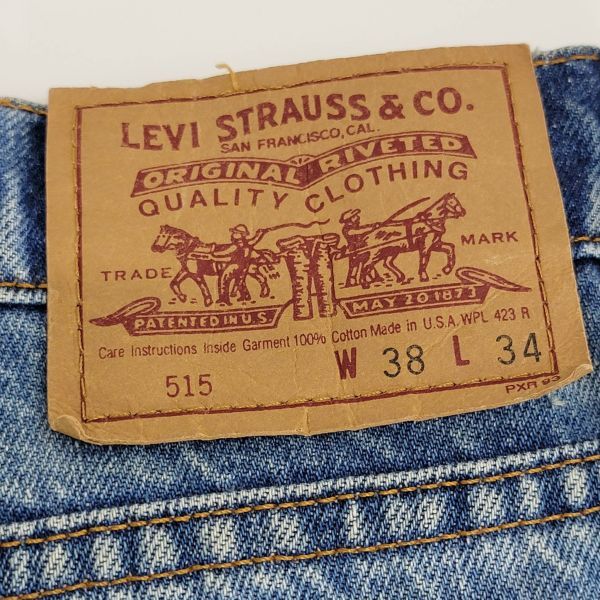 LEVI STRAUSS & CO.
SAN FRANCISCO, CAL.
ORIGINAL RIVETED
QUALITY CLOTHING
TRADE MARK
PATENTED IN U.S. MAY 20 1873
Care Instructions Inside Garment 100% Cotton Made in U.S.A. WPL 423 R
515 W 38 L 34
PXR 93